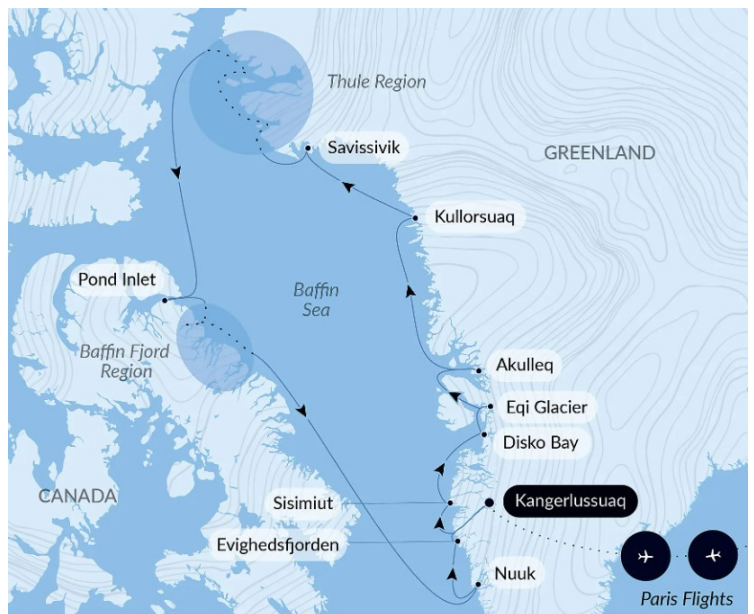 Thule Region
Savissivik
GREENLAND
Kullorsuaq
Pond Inlet
Baffin
Sea
Baffin Fjord
Region
Akulleq
Eqi Glacier
Disko Bay
CANADA
Sisimiut
Kangerlussuaq
Evighedsfjorden
Nuuk
Paris Flights